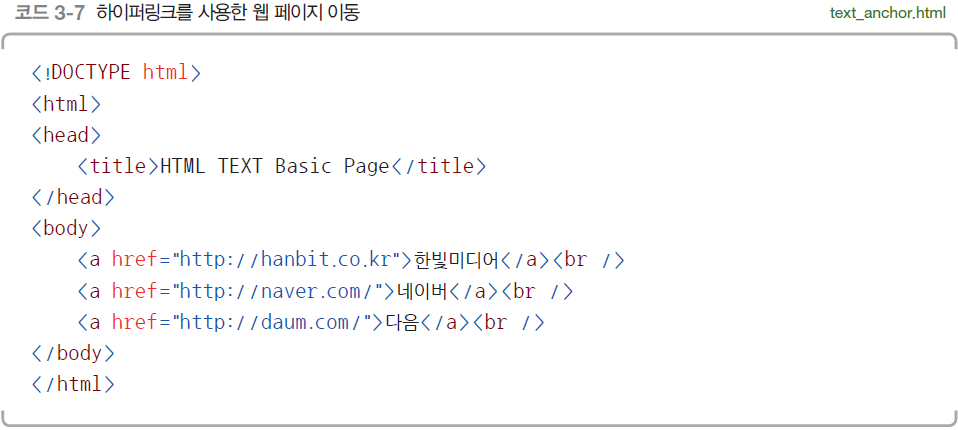 코드 3-7 하이퍼링크를 사용한 웹 페이지 이동 text_anchor.html
<!DOCTYPE html>
<html>
<head>
    <title>HTML TEXT Basic Page</title>
</head>
<body>
    <a href="http://hanbit.co.kr">한빛미디어</a><br />
    <a href="http://naver.com/">네이버</a><br />
    <a href="http://daum.com/">다음</a><br />
</body>
</html>